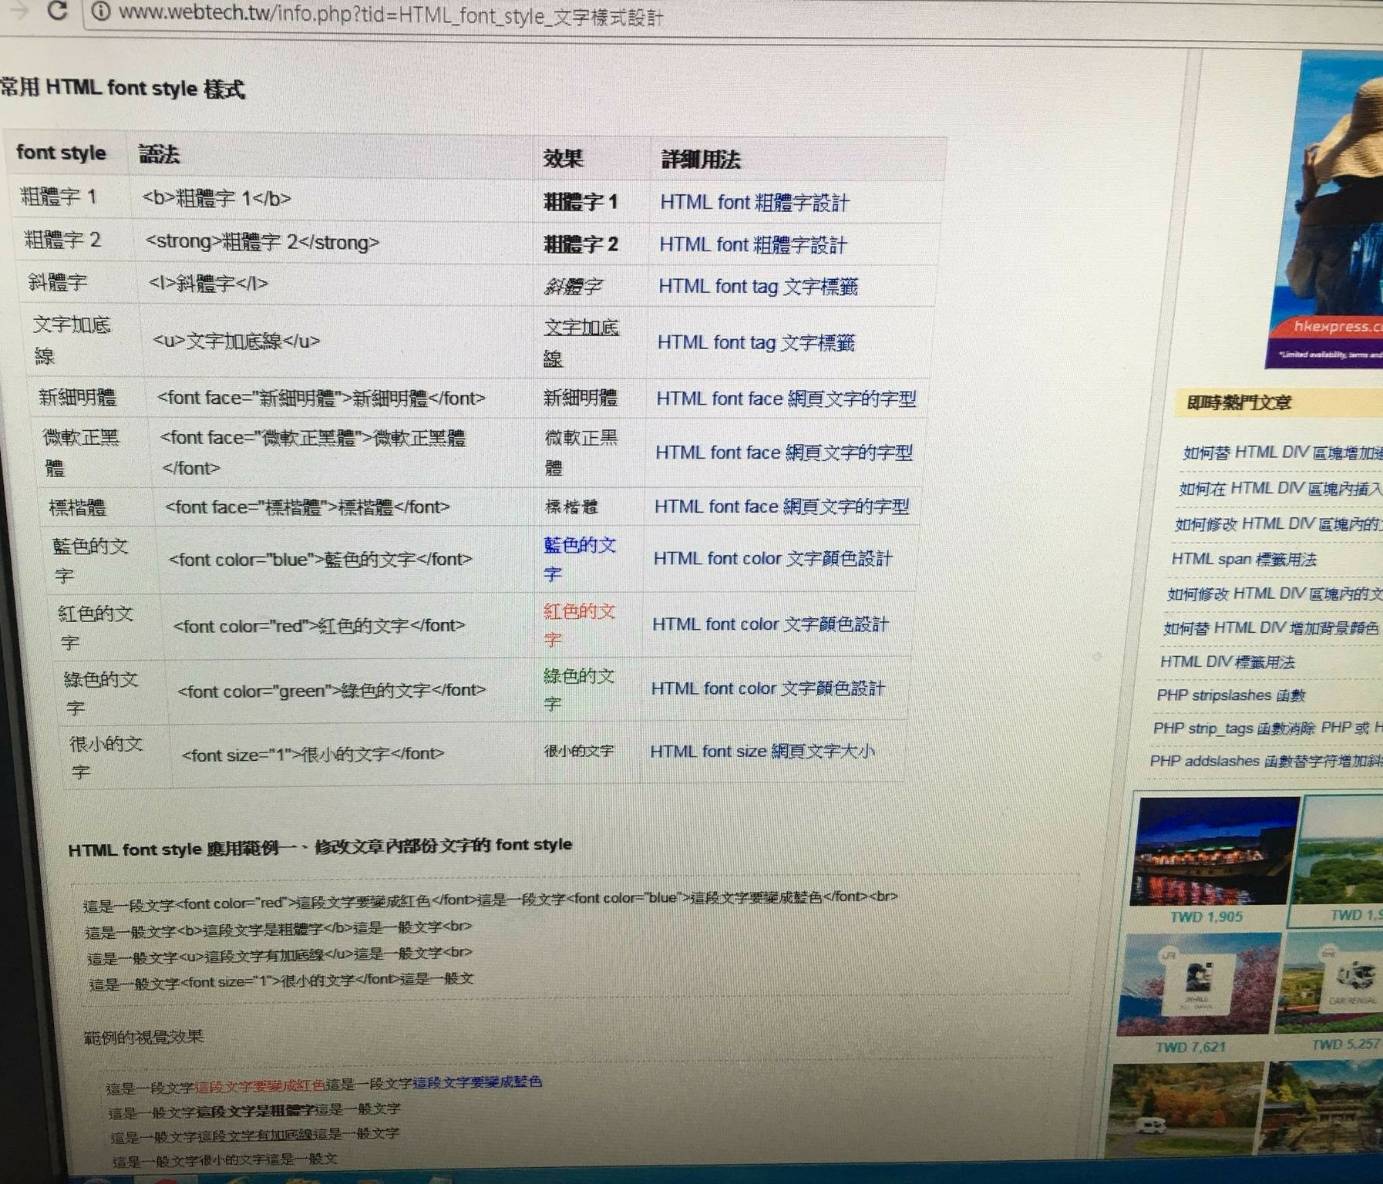 www.webtech.tw/info.php?tid=HTML_font_style_文字樣式設計
常用 HTML font style 樣式
font style 語法 效果 詳細用法
粗體字 1 <b>粗體字 1</b> 粗體字 1 HTML font 粗體字設計
粗體字 2 <strong>粗體字 2</strong> 粗體字 2 HTML font 粗體字設計
斜體字 <I>斜體字</I> 斜體字 HTML font tag 文字標籤
文字加底線 <u>文字加底線</u> 文字加底線 HTML font tag 文字標籤
新細明體 <font face="新細明體">新細明體</font> 新細明體 HTML font face 網頁文字的字型
微軟正黑體 <font face="微軟正黑體">微軟正黑體</font> 微軟正黑體 HTML font face 網頁文字的字型
標楷體 <font face="標楷體">標楷體</font> 標楷體 HTML font face 網頁文字的字型
藍色的文字 <font color="blue">藍色的文字</font> 藍色的文字 HTML font color 文字顏色設計
紅色的文字 <font color="red">紅色的文字</font> 紅色的文字 HTML font color 文字顏色設計
綠色的文字 <font color="green">綠色的文字</font> 綠色的文字 HTML font color 文字顏色設計
很小的文字 <font size="1">很小的文字</font> 很小的文字 HTML font size 網頁文字大小
HTML font style 應用範例一、修改文章內部份文字的 font style
這是一段文字<font color="red">這段文字要變成紅色</font>這是一段文字<font color="blue">這段文字要變成藍色</font><br>
這是一般文字<b>這段文字是粗體字</b>這是一般文字<br>
這是一般文字<u>這段文字有加底線</u>這是一般文字<br>
這是一般文字<font size="1">很小的文字</font>這是一般文
範例的視覺效果
這是一段文字這段文字要變成紅色這是一段文字這段文字要變成藍色
這是一般文字這段文字是粗體字這是一般文字
這是一般文字這段文字有加底線這是一般文字
這是一般文字很小的文字這是一般文
hkexpress.c
*Limited availability, terms and
即時熱門文章
如何替 HTML DIV 區塊增加
如何在 HTML DIV 區塊內插入
如何修改 HTML DIV 區塊內的
HTML span 標籤用法
如何修改 HTML DIV 區塊內的文
如何替 HTML DIV 增加背景顏色
HTML DIV 標籤用法
PHP stripslashes 函數
PHP strip_tags 函數消除 PHP 或 H
PHP addslashes 函數替字符增加斜
TWD 1,905
TWD 1,9
CAR RENTAL
TWD 7,621
TWD 5,257